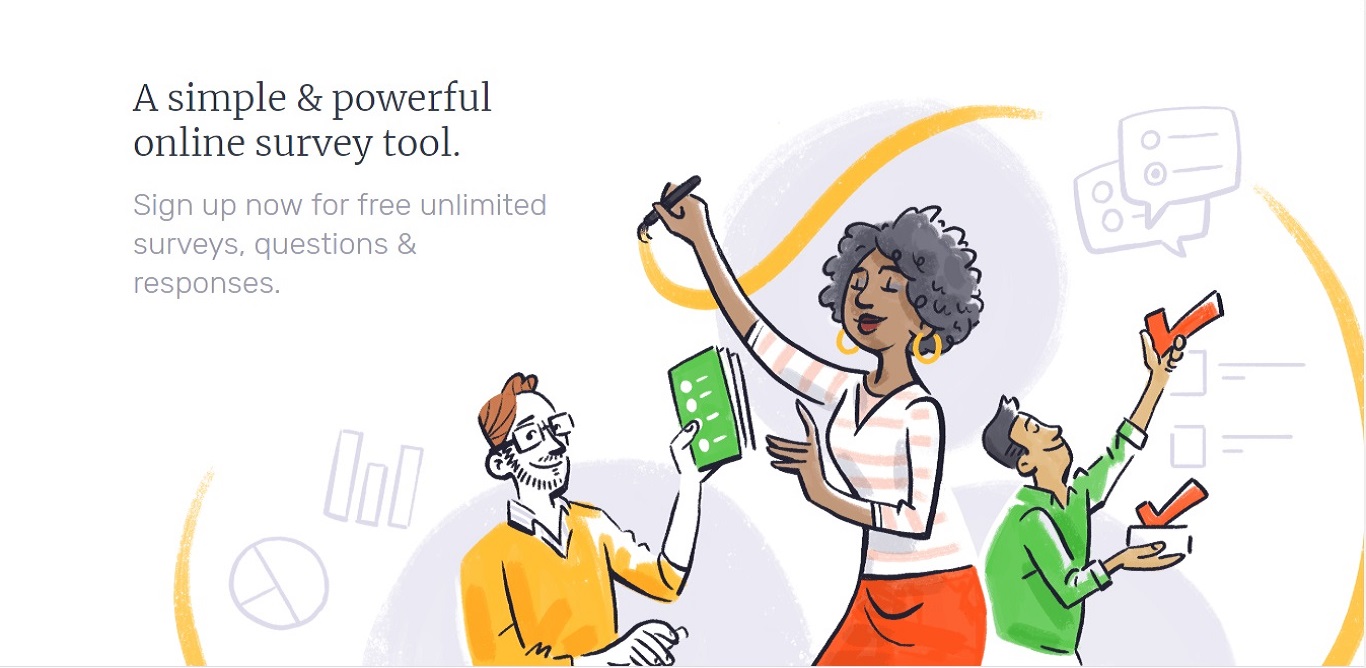 A simple & powerful
online survey tool.
Sign up now for free unlimited
surveys, questions &
responses.